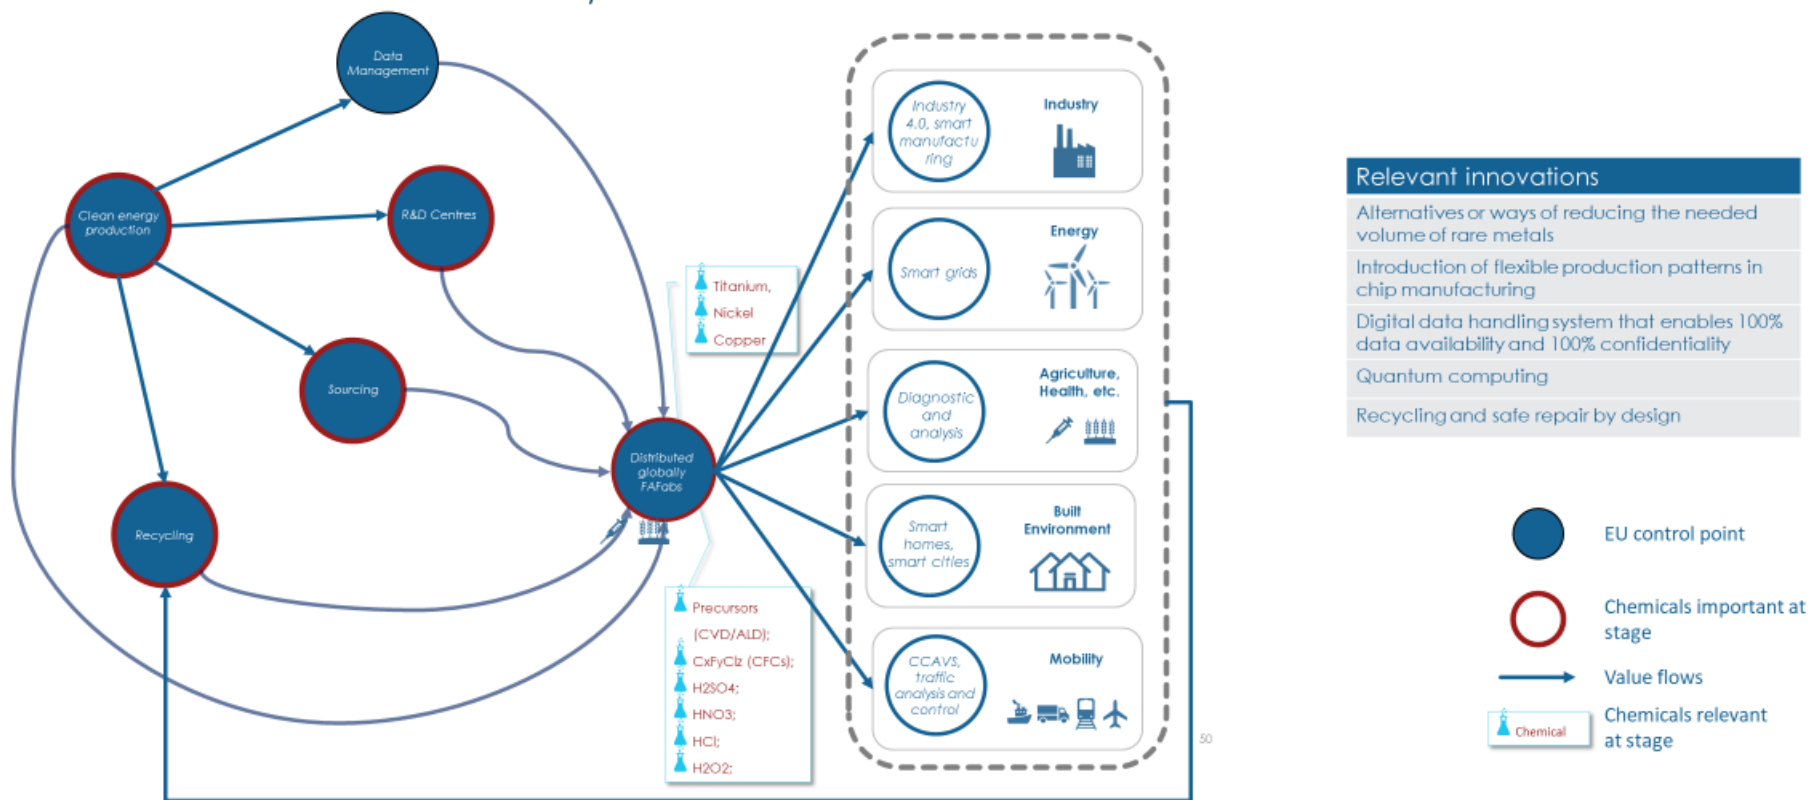 Data
Management
Clean energy
production
R&D Centres
Sourcing
Recycling
Distributed
globally
FAFabs
Titanium,
Nickel
Copper
Precursors
(CVD/ALD);
CxFyClz (CFCs);
H2SO4;
HNO3;
HCl;
H2O2;
Industry
4.0, smart
manufactu
ring
Industry
Smart grids
Energy
Diagnostic
and
analysis
Agriculture,
Health, etc.
Smart
homes,
smart cities
Built
Environment
CCAVS,
traffic
analysis and
control
Mobility
50
Relevant innovations
Alternatives or ways of reducing the needed
volume of rare metals
Introduction of flexible production patterns in
chip manufacturing
Digital data handling system that enables 100%
data availability and 100% confidentiality
Quantum computing
Recycling and safe repair by design
EU control point
Chemicals important at
stage
Value flows
Chemical
Chemicals relevant
at stage